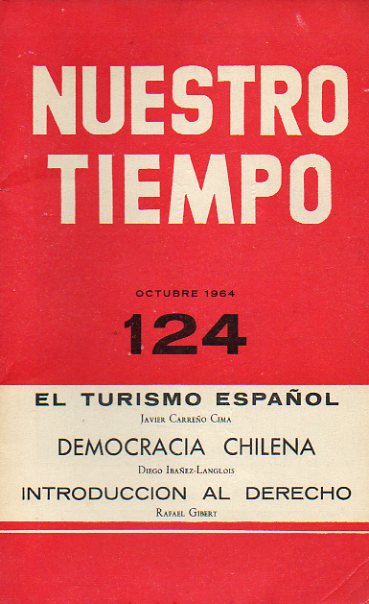 NUESTRO
TIEMPO
OCTUBRE 1964
124
EL TURISMO ESPAÑOL
JAVIER CARREÑO CIMA
DEMOCRACIA CHILENA
DIEGO IBAÑEZ-LANGLOIS
INTRODUCCION AL DERECHO
RAFAEL GIBERT